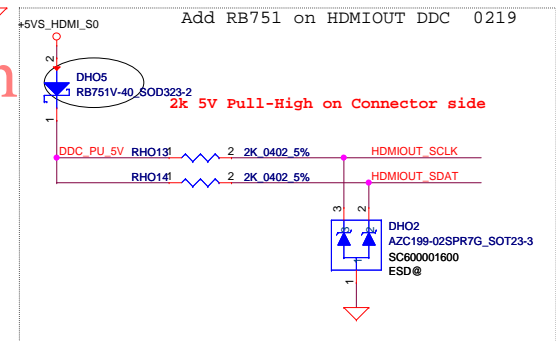 Add RB751 on HDMIOUT DDC 0219
+5VS_HDMI_S0
2
DHO5
RB751V-40_SOD323-2
2k 5V Pull-High on Connector side
1
DDC_PU_5V RHO13 1 2 2K_0402_5% HDMIOUT_SCLK
RHO14 1 2 2K_0402_5% HDMIOUT_SDAT
3 2
DHO2
AZC199-02SPR7G_SOT23-3
SC600001600
ESD@
1